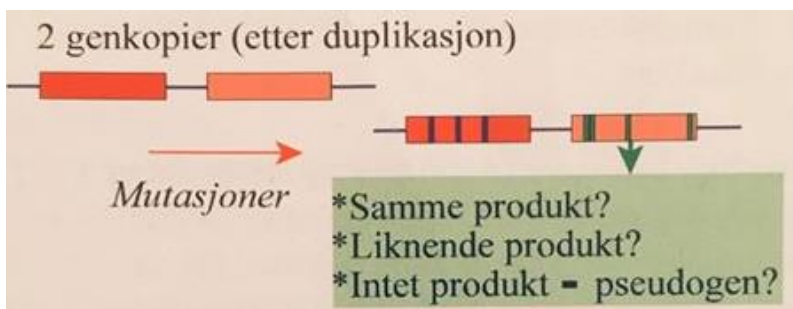 2 genkopier (etter duplikasjon)
Mutasjoner
*Samme produkt?
*Liknende produkt?
*Intet produkt - pseudogen?